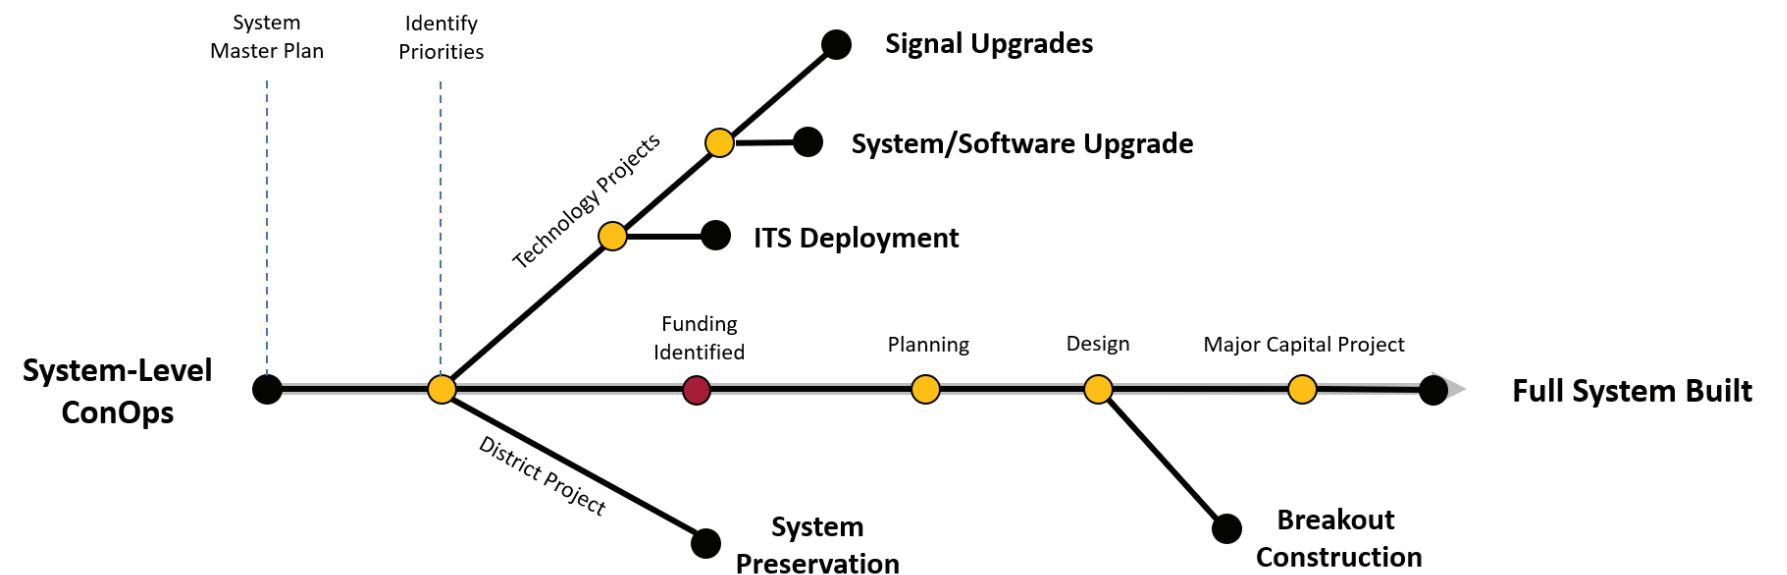 System
Master Plan
Identify
Priorities
Signal Upgrades
System/Software Upgrade
Technology Projects
ITS Deployment
System-Level
ConOps
Funding
Identified
Planning
Design
Major Capital Project
Full System Built
District Project
System
Preservation
Breakout
Construction